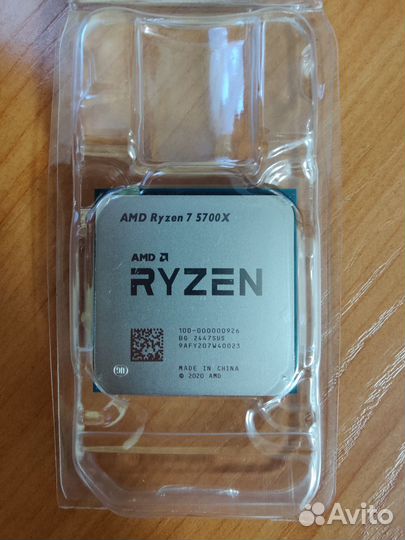 AMD Ryzen 7 5700X
AMD
RYZEN
100-000000926
BG 2447SUS
9AFY207W40023
MADE IN CHINA
© 2020 AMD
Avito